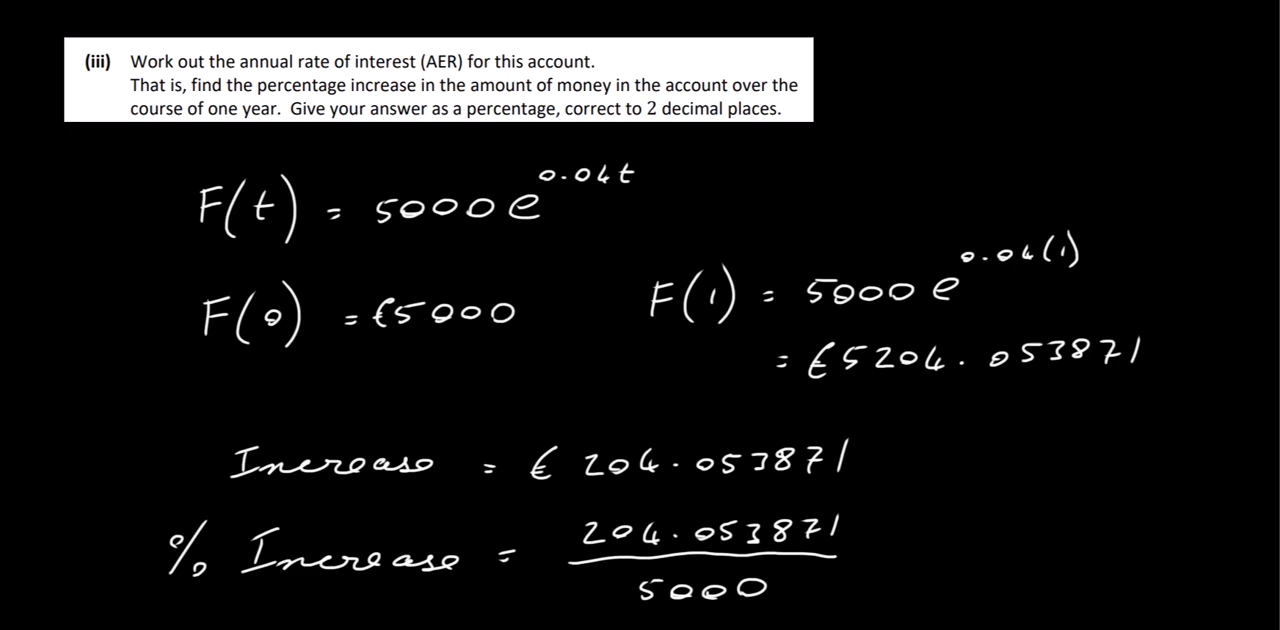 (iii) Work out the annual rate of interest (AER) for this account.
That is, find the percentage increase in the amount of money in the account over the
course of one year. Give your answer as a percentage, correct to 2 decimal places.
F(t) = 5000e^0.04t
F(0) = €5000
F(1) = 5000e^0.04(1)
= €5204.053871
Increase = € 204.053871
% Increase = 204.053871
5000